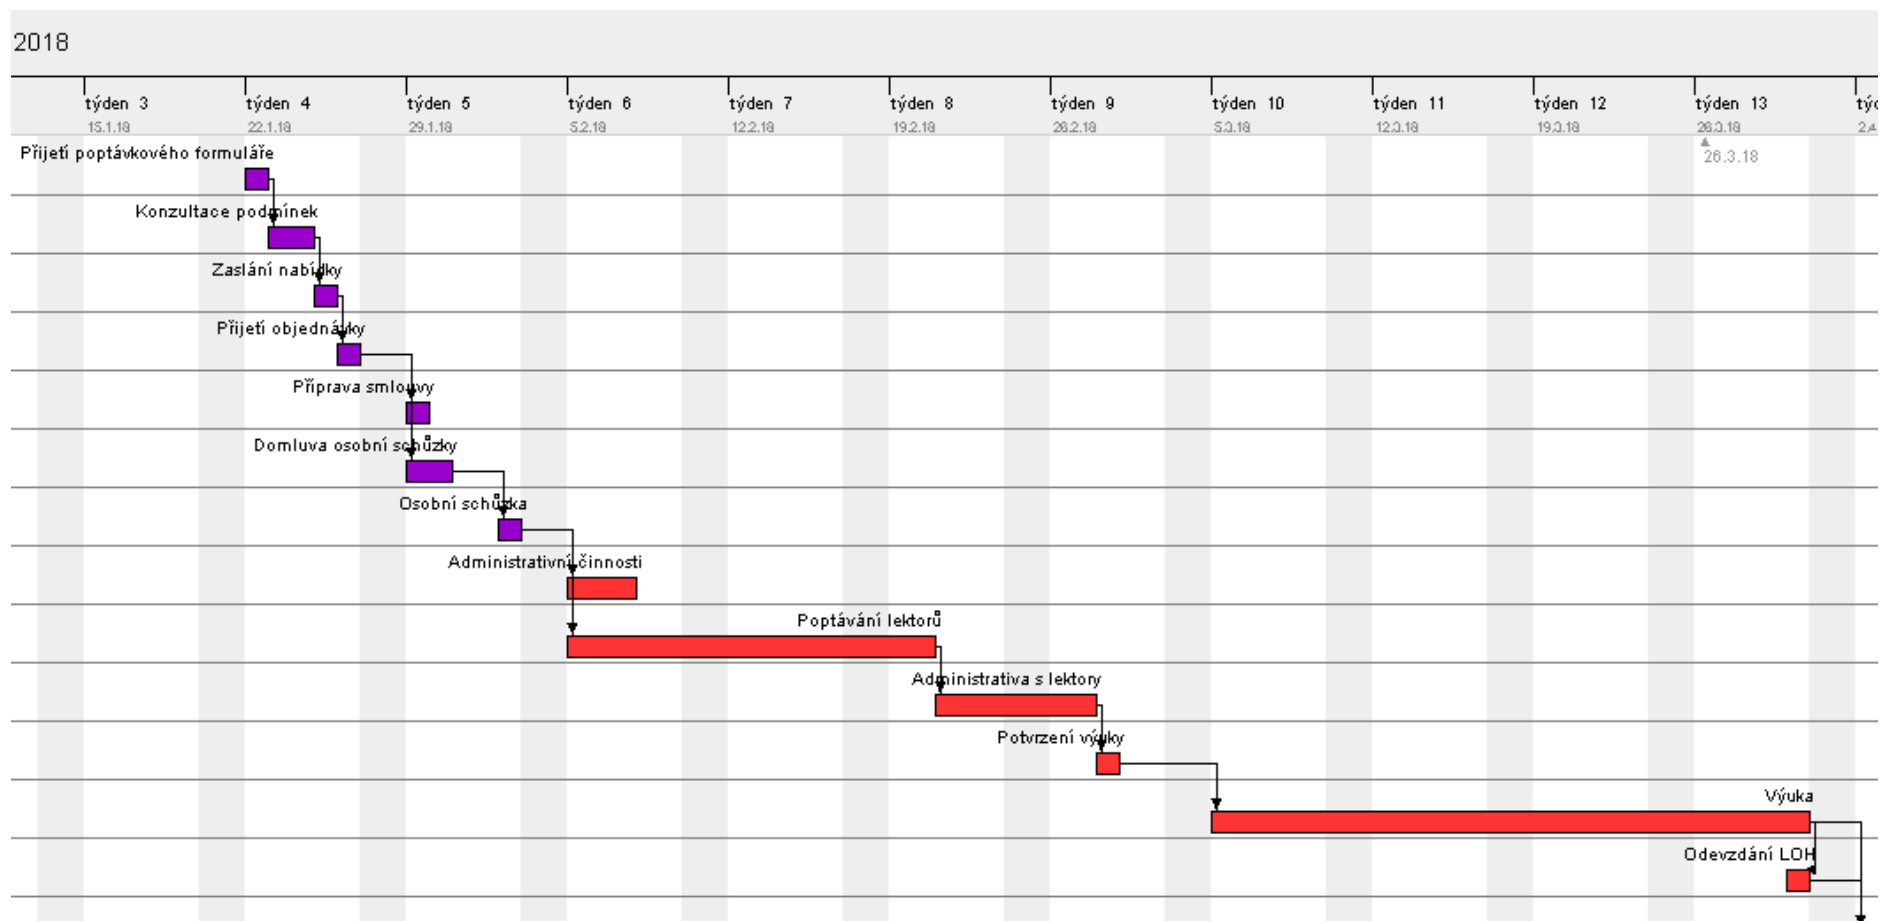 2018
týden 3 týden 4 týden 5 týden 6 týden 7 týden 8 týden 9 týden 10 týden 11 týden 12 týden 13 týd
15.1.18 22.1.18 29.1.18 5.2.18 12.2.18 19.2.18 26.2.18 5.3.18 12.3.18 19.3.18 26.3.18 2.4
Přijetí poptávkového formuláře
26.3.18
Konzultace podmínek
Zaslání nabídky
Přijetí objednávky
Příprava smlouvy
Domluva osobní schůzky
Osobní schůzka
Administrativní činnosti
Poptávání lektorů
Administrativa s lektory
Potvrzení výuky
Výuka
Odevzdání LOH